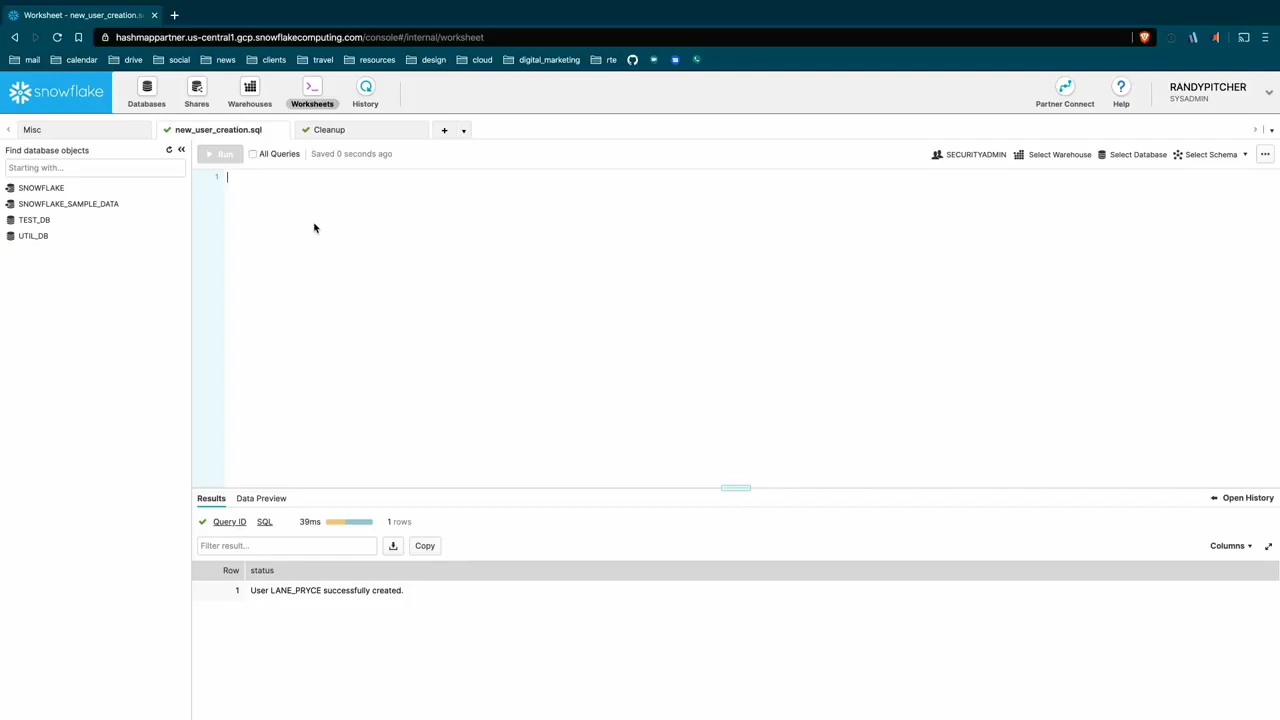 Worksheet - new_user_creation.s
hashmappartner.us-central1.gcp.snowflakecomputing.com/console#/internal/worksheet
mail calendar drive social news clients travel resources design cloud digital_marketing rte
snowflake Databases Shares Warehouses Worksheets History Partner Connect Help RANDYPITCHER
SYSADMIN
Misc new_user_creation.sql Cleanup
Find database objects Run All Queries Saved 0 seconds ago SECURITYADMIN Select Warehouse Select Database Select Schema
Starting with...
1
SNOWFLAKE
SNOWFLAKE_SAMPLE_DATA
TEST_DB
UTIL_DB
Results Data Preview Open History
Query ID SQL 39ms 1 rows
Filter result... Copy Columns
Row status
1 User LANE_PRYCE successfully created.